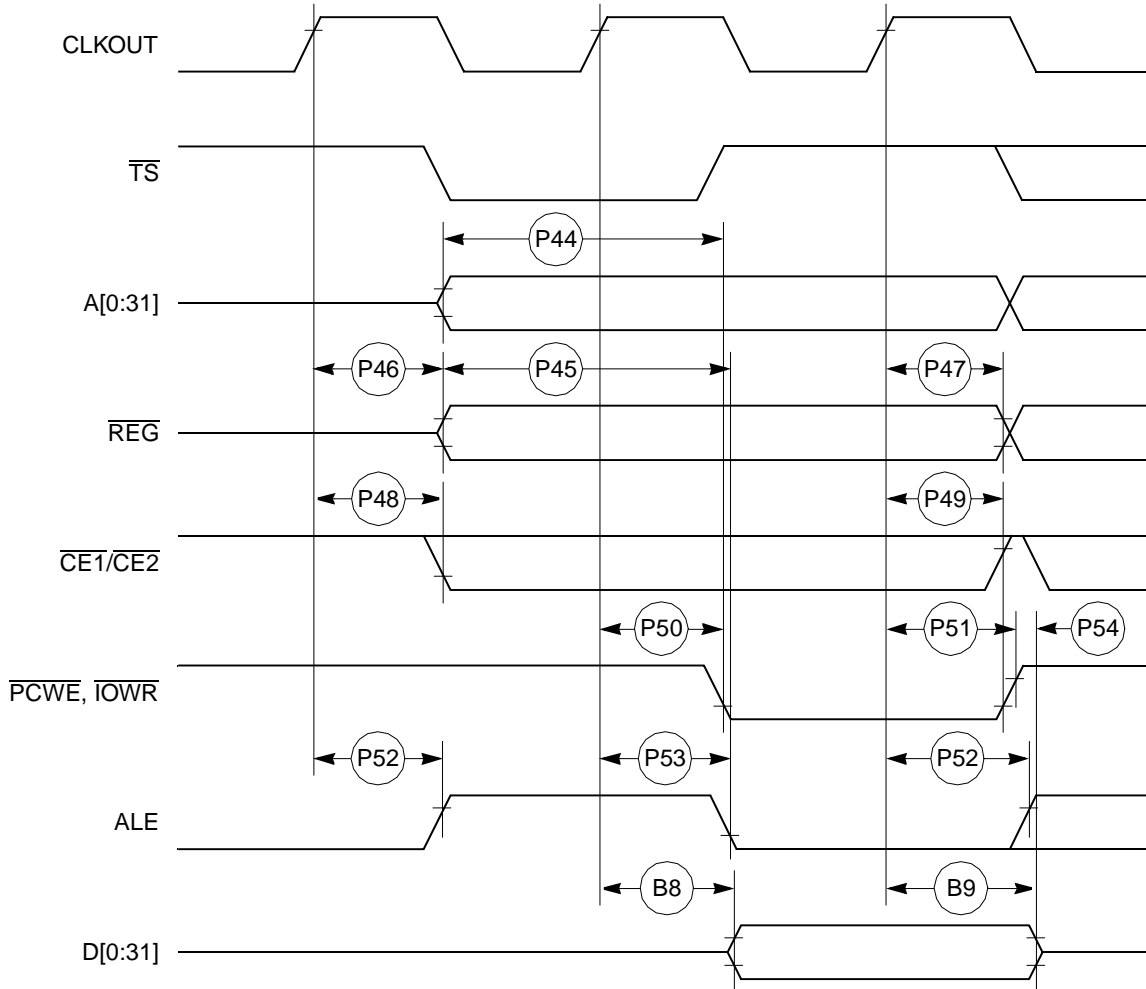 CLKOUT
TS
P44
A[0:31]
P46 P45 P47
REG
P48 P49
CE1/CE2
P50 P51 P54
PCWE, IOWR
P52 P53 P52
ALE
B8 B9
D[0:31]